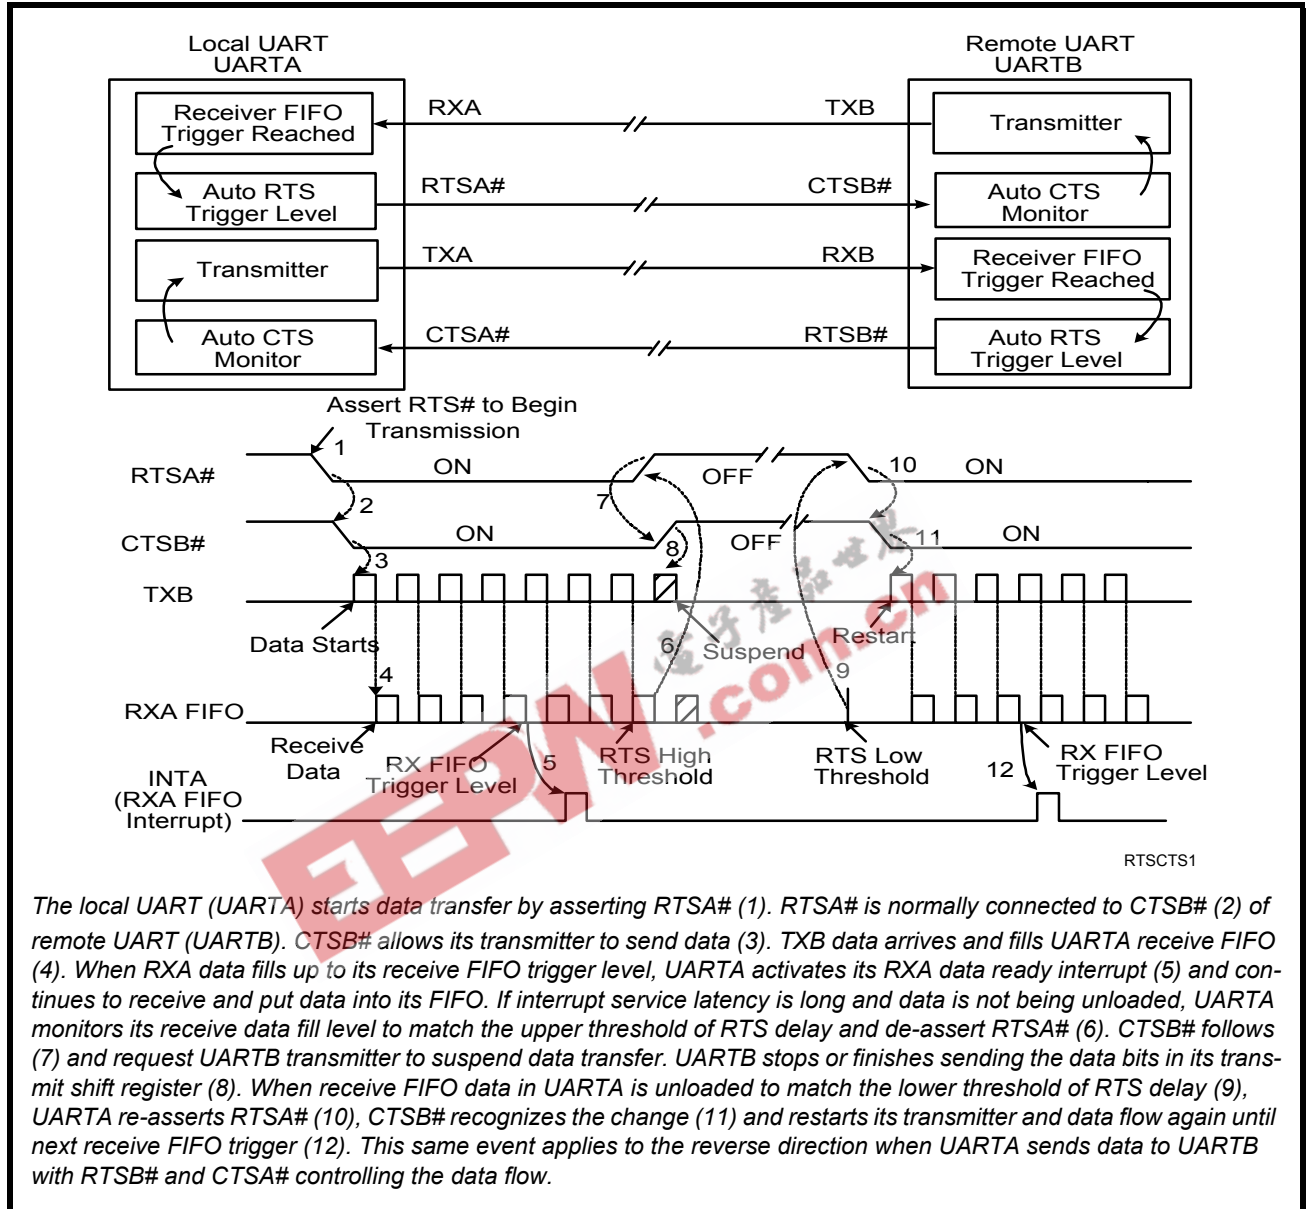 Local UART
UARTA
Remote UART
UARTB
Receiver FIFO
Trigger Reached
RXA
TXB
Transmitter
Auto RTS
Trigger Level
RTSA#
CTSB#
Auto CTS
Monitor
Transmitter
TXA
RXB
Receiver FIFO
Trigger Reached
Auto CTS
Monitor
CTSA#
RTSB#
Auto RTS
Trigger Level
Assert RTS# to Begin
Transmission
RTSA#
1
ON
OFF
10
ON
2
7
CTSB#
ON
8
OFF
11
ON
3
TXB
Data Starts
6
Suspend
Restart
4
9
RXA FIFO
Receive
Data
RX FIFO
Trigger Level
5
RTS High
Threshold
RTS Low
Threshold
12
RX FIFO
Trigger Level
INTA
(RXA FIFO
Interrupt)
RTSCTS1
電子產品世界
EEPW.com.cn
The local UART (UARTA) starts data transfer by asserting RTSA# (1). RTSA# is normally connected to CTSB# (2) of
remote UART (UARTB). CTSB# allows its transmitter to send data (3). TXB data arrives and fills UARTA receive FIFO
(4). When RXA data fills up to its receive FIFO trigger level, UARTA activates its RXA data ready interrupt (5) and con-
tinues to receive and put data into its FIFO. If interrupt service latency is long and data is not being unloaded, UARTA
monitors its receive data fill level to match the upper threshold of RTS delay and de-assert RTSA# (6). CTSB# follows
(7) and request UARTB transmitter to suspend data transfer. UARTB stops or finishes sending the data bits in its trans-
mit shift register (8). When receive FIFO data in UARTA is unloaded to match the lower threshold of RTS delay (9),
UARTA re-asserts RTSA# (10), CTSB# recognizes the change (11) and restarts its transmitter and data flow again until
next receive FIFO trigger (12). This same event applies to the reverse direction when UARTA sends data to UARTB
with RTSB# and CTSA# controlling the data flow.